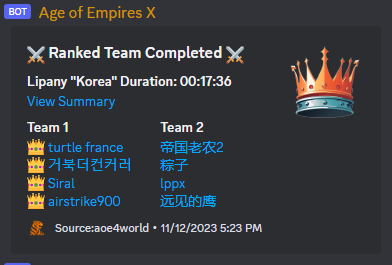 BOT Age of Empires X
Ranked Team Completed
Lipany "Korea" Duration: 00:17:36
View Summary
Team 1 Team 2
turtle france 帝国老农2
거북더컨커러 粽子
Siral lppx
airstrike900 远见的鹰
Source:aoe4world • 11/12/2023 5:23 PM